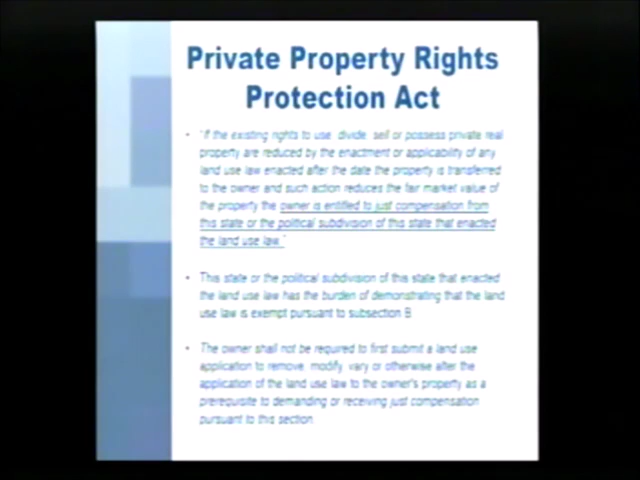 Private Property Rights
Protection Act
• "If the existing rights to use, divide, sell or possess private real
property are reduced by the enactment or applicability of any
land use law enacted after the date the property is transferred
to the owner and such action reduces the fair market value of
the property the owner is entitled to just compensation from
this state or the political subdivision of this state that enacted
the land use law."
• This state or the political subdivision of this state that enacted
the land use law has the burden of demonstrating that the land
use law is exempt pursuant to subsection B.
• The owner shall not be required to first submit a land use
application to remove, modify, vary or otherwise alter the
application of the land use law to the owner's property as a
prerequisite to demanding or receiving just compensation
pursuant to this section.